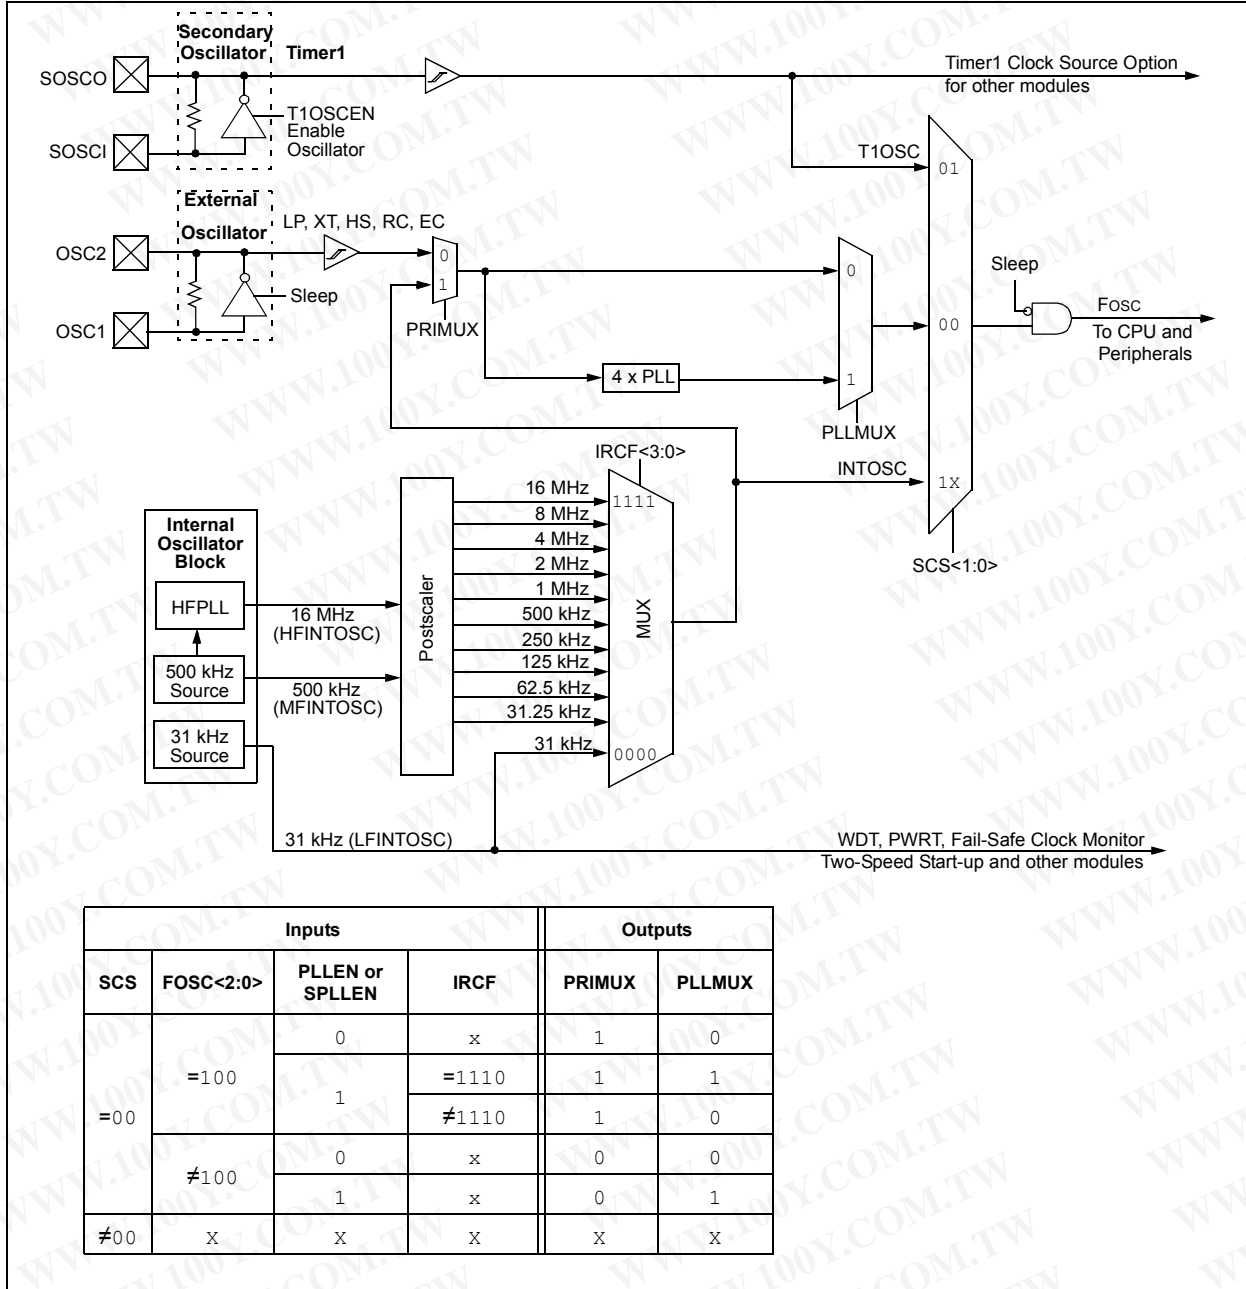 Secondary
Oscillator
Timer1
SOSCO
SOSCI
T1OSCEN
Enable
Oscillator
Timer1 Clock Source Option
for other modules
T1OSC
01
External
Oscillator
LP, XT, HS, RC, EC
OSC2
OSC1
Sleep
0
1
PRIMUX
4 x PLL
0
1
PLLMUX
00
Sleep
FOSC
To CPU and
Peripherals
INTOSC
1X
SCS<1:0>
IRCF<3:0>
Internal
Oscillator
Block
HFPLL
500 kHz
Source
31 kHz
Source
16 MHz
(HFINTOSC)
500 kHz
(MFINTOSC)
Postscaler
16 MHz
8 MHz
4 MHz
2 MHz
1 MHz
500 kHz
250 kHz
125 kHz
62.5 kHz
31.25 kHz
31 kHz
1111
MUX
0000
31 kHz (LFINTOSC)
WDT, PWRT, Fail-Safe Clock Monitor
Two-Speed Start-up and other modules
Inputs Outputs
SCS FOSC<2:0> PLLEN or SPLLEN IRCF PRIMUX PLLMUX
=00 =100 0 x 1 0
1 =1110 1 1
≠1110 1 0
≠100 0 x 0 0
1 x 0 1
≠00 X X X X X
WWW.100Y.COM.TW